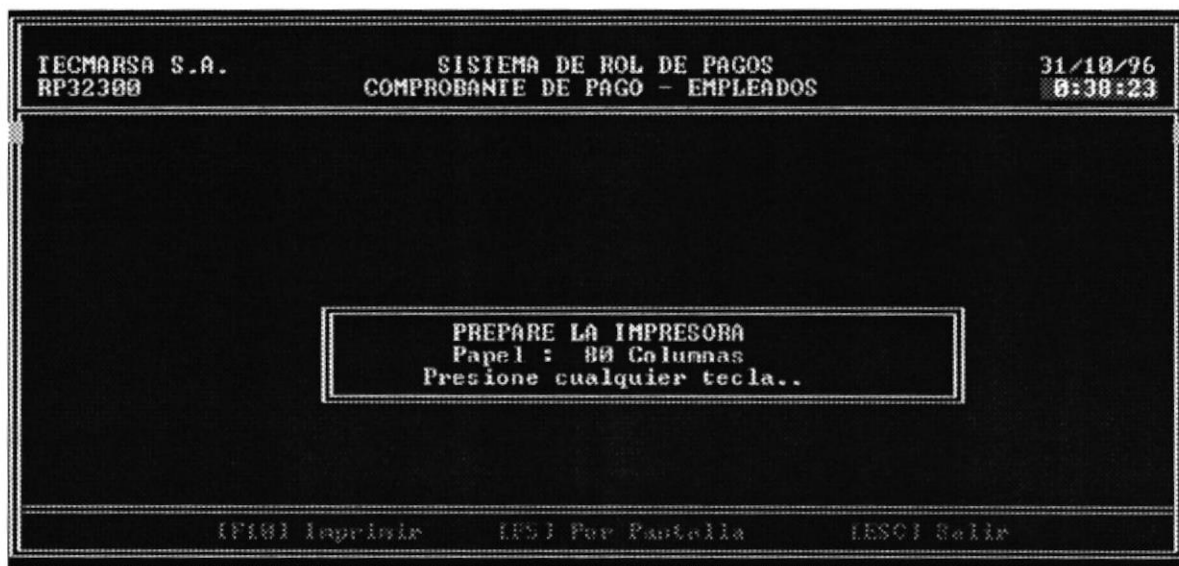 TECMARSA S.A. SISTEMA DE ROL DE PAGOS 31/10/96
RP32300 COMPROBANTE DE PAGO - EMPLEADOS 0:38:23
PREPARE LA IMPRESORA
Papel : 80 Columnas
Presione cualquier tecla..
[F10] Imprimir [F5] Por Pantalla [ESC] Salir